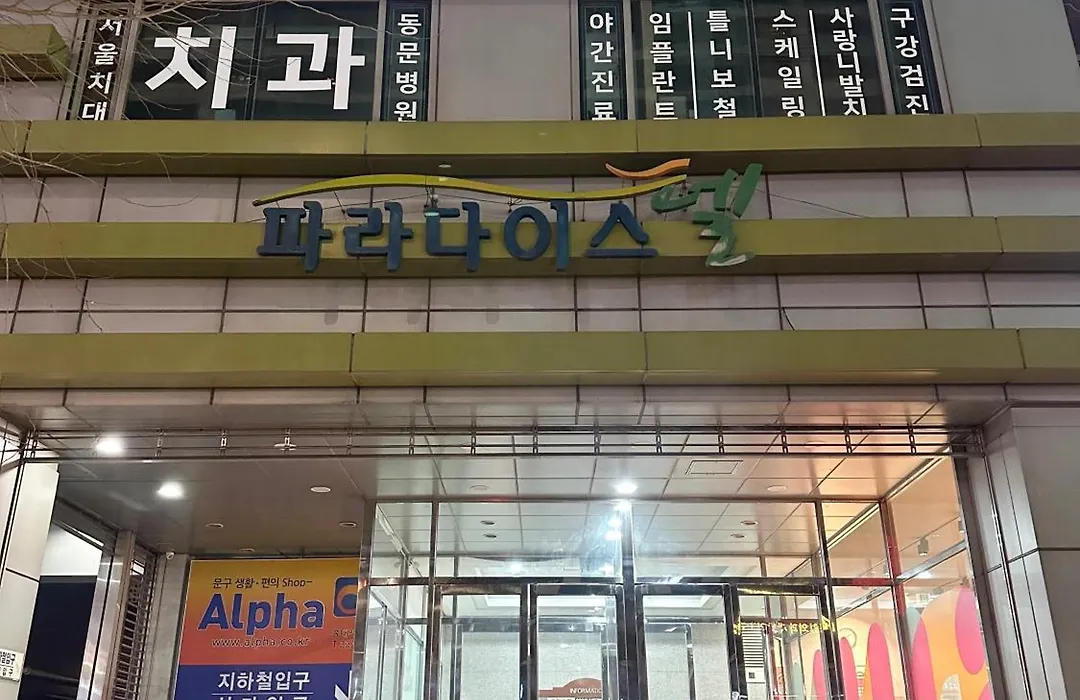 서울치대
치과
동문병원
야간진료
임플란트
틀니보철
스케일링
사랑니발치
구강검진
파라다이스텔
문구 생활·편의 Shop
Alpha
www.alpha.co.kr
지하철입구
INFORMATION